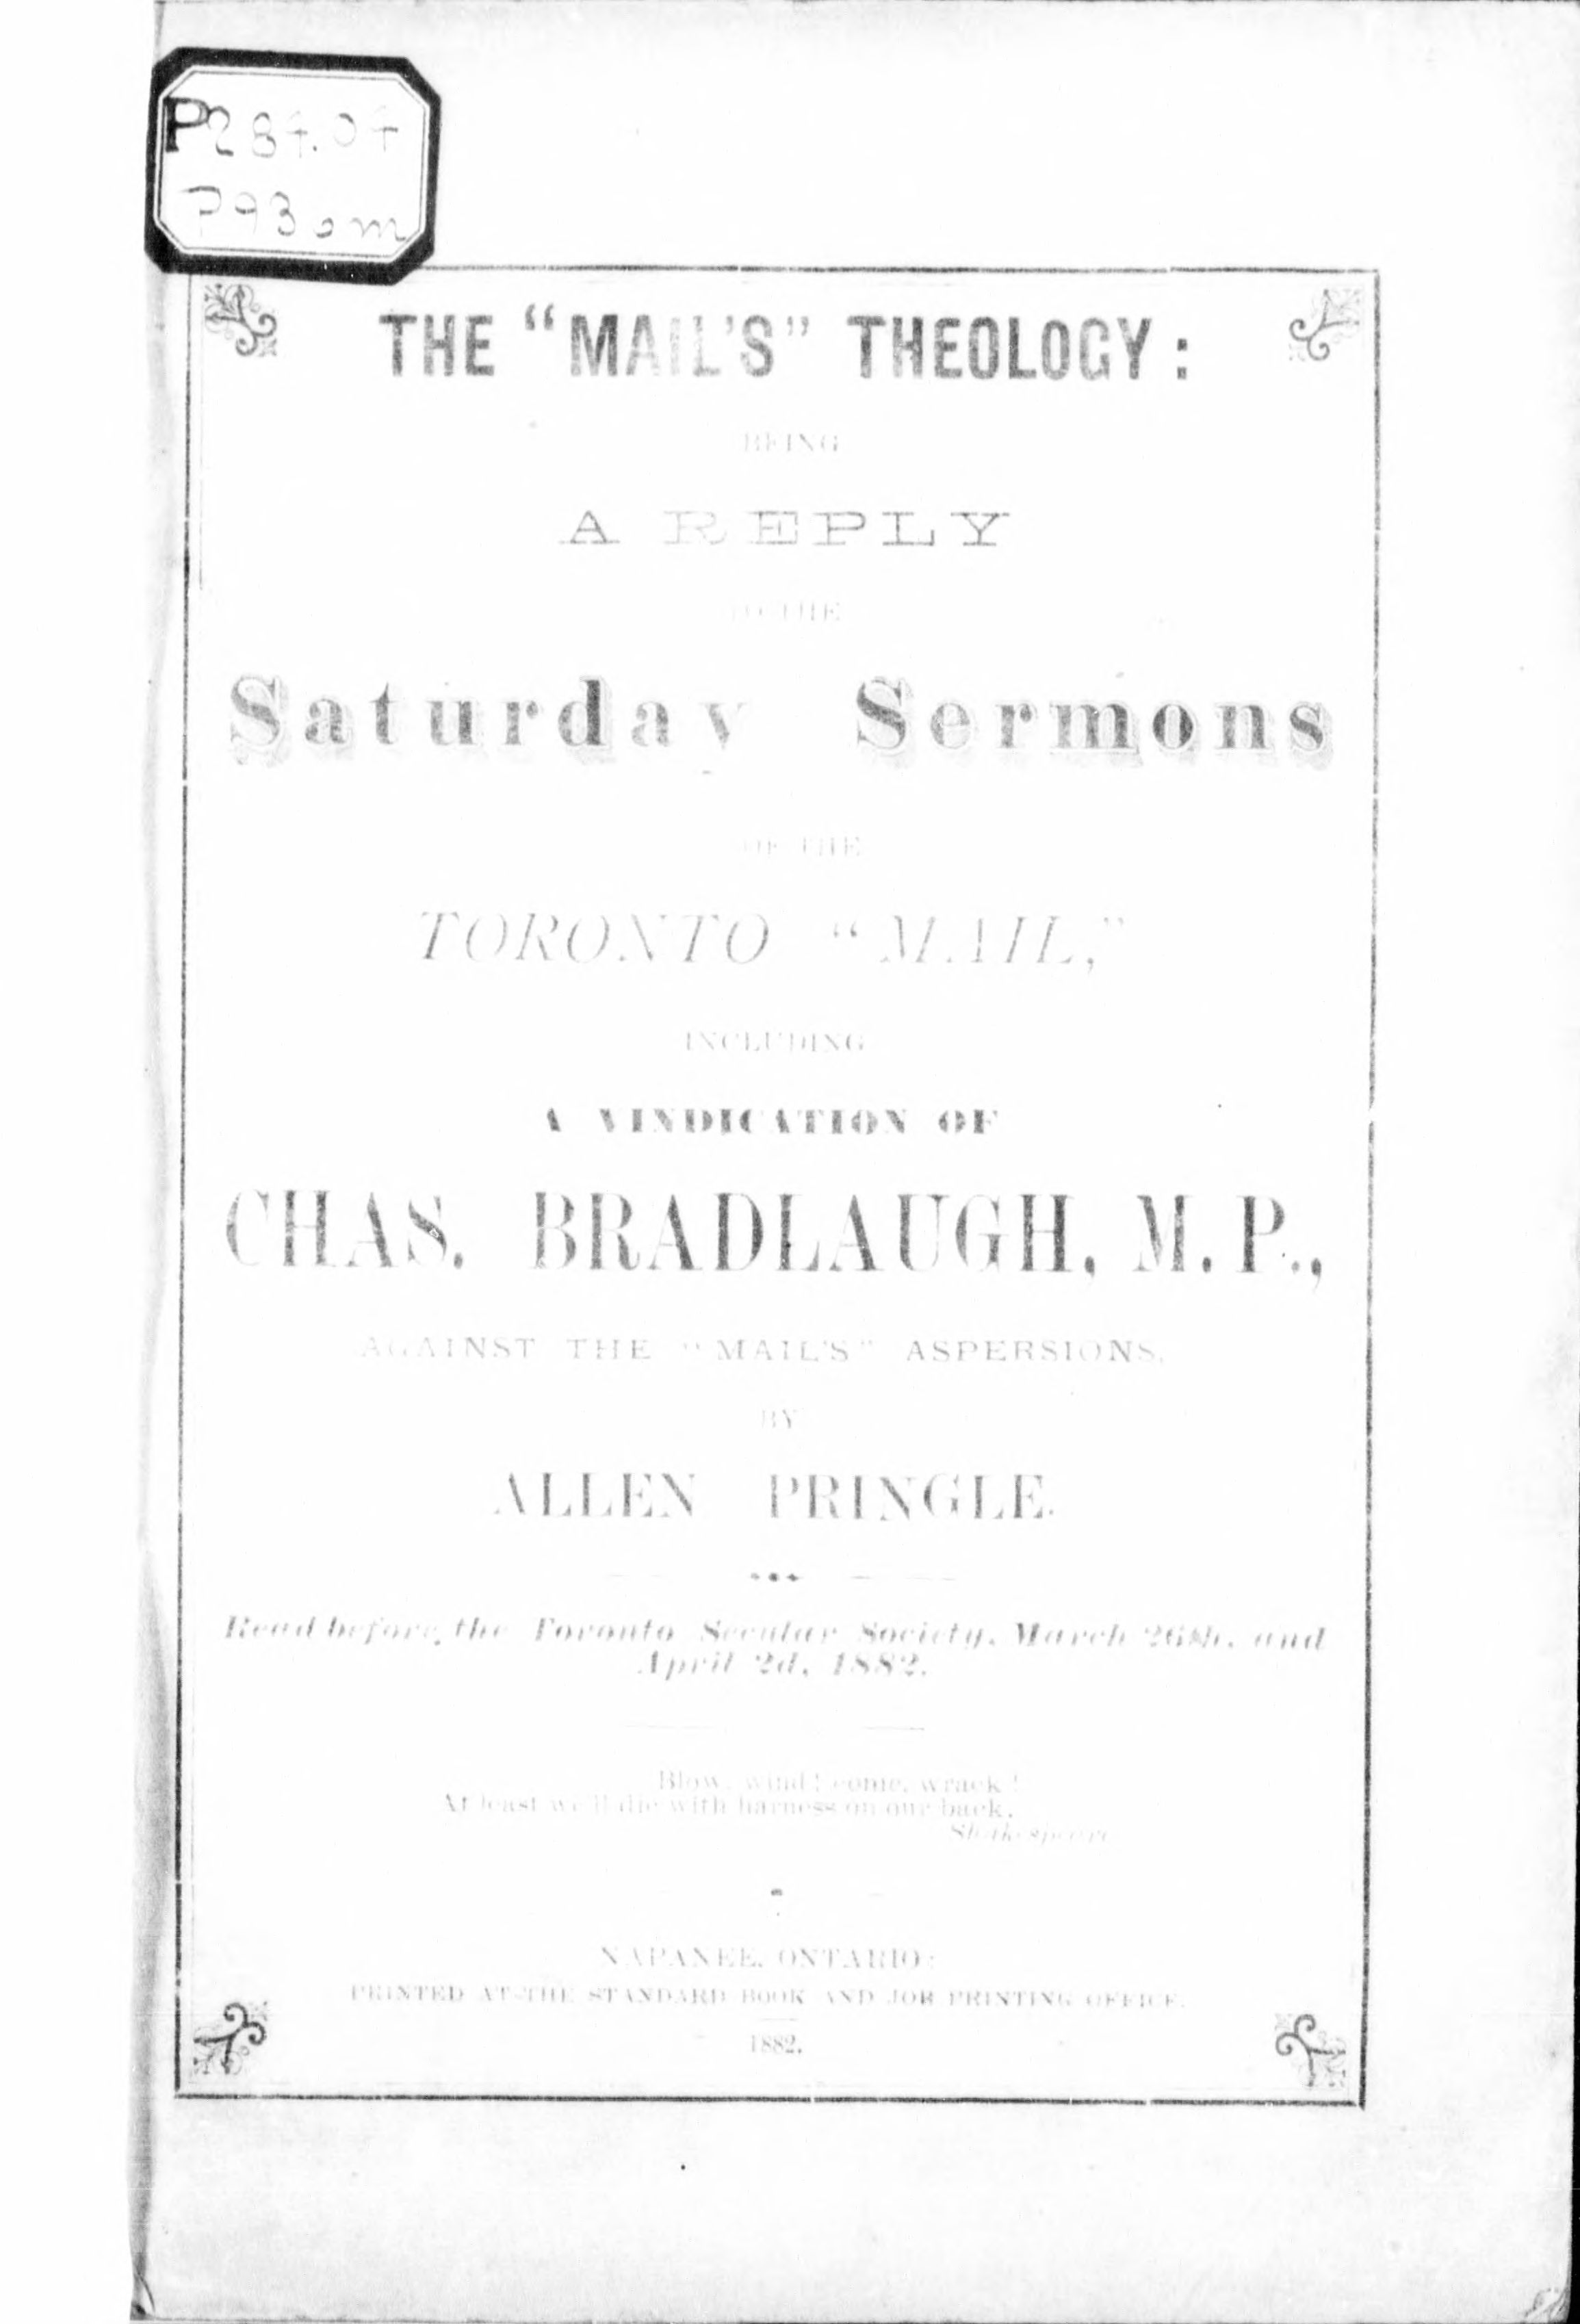 P284.04
P93om
THE "MAIL'S" THEOLOGY:
BEING
A REPLY
TO THE
Saturday Sermons
OF THE
TORONTO "MAIL,"
INCLUDING
A VINDICATION OF
CHAS. BRADLAUGH, M. P.,
AGAINST THE "MAIL'S" ASPERSIONS.
BY
ALLEN PRINGLE.
Read before the Toronto Secular Society, March 26th, and
April 2d, 1882.
Blow, wind! come, wrack!
At least we'll die with harness on our back.
Shakespeare
NAPANEE, ONTARIO:
PRINTED AT THE STANDARD BOOK AND JOB PRINTING OFFICE.
1882.